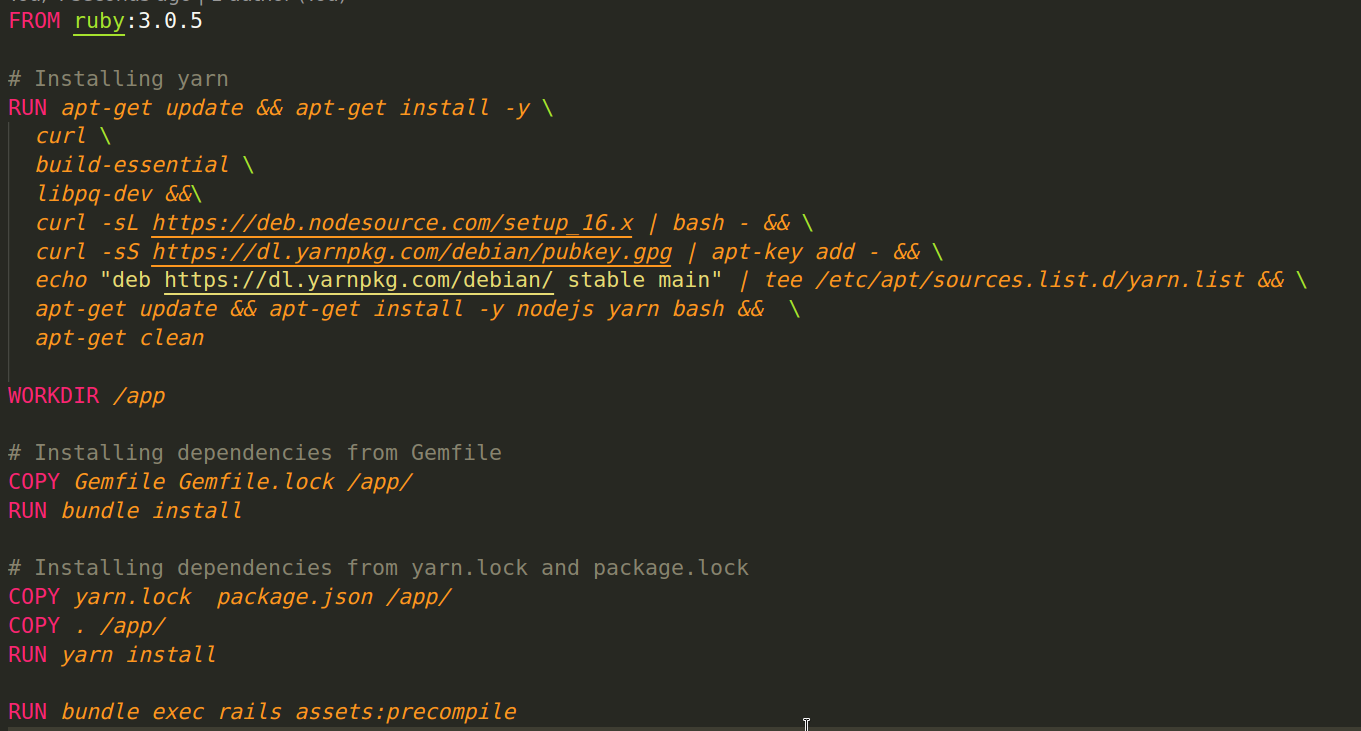 FROM ruby:3.0.5
# Installing yarn
RUN apt-get update && apt-get install -y \
curl \
build-essential \
libpq-dev &&\
curl -sL https://deb.nodesource.com/setup_16.x | bash - && \
curl -sS https://dl.yarnpkg.com/debian/pubkey.gpg | apt-key add - && \
echo "deb https://dl.yarnpkg.com/debian/ stable main" | tee /etc/apt/sources.list.d/yarn.list && \
apt-get update && apt-get install -y nodejs yarn bash &&  \
apt-get clean
WORKDIR /app
# Installing dependencies from Gemfile
COPY Gemfile Gemfile.lock /app/
RUN bundle install
# Installing dependencies from yarn.lock and package.lock
COPY yarn.lock  package.json /app/
COPY . /app/
RUN yarn install
RUN bundle exec rails assets:precompile